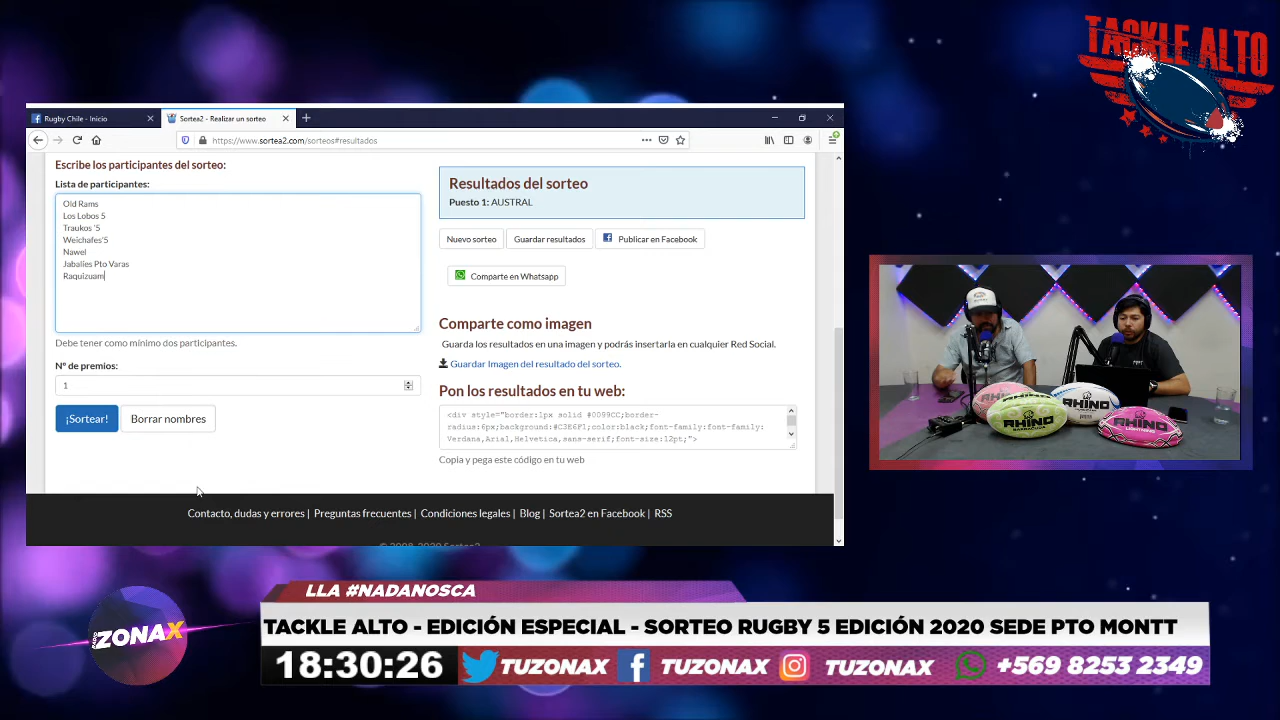 TACKLE ALTO
Rugby Chile - Inicio
Sortea2 - Realizar un sorteo
https://www.sortea2.com/sorteos#resultados
Escribe los participantes del sorteo:
Lista de participantes:
Old Rams
Los Lobos 5
Traukos '5
Weichafes'5
Nawel
Jabalíes Pto Varas
Raquizuam
Debe tener como mínimo dos participantes.
Nº de premios:
1
¡Sortear!
Borrar nombres
Resultados del sorteo
Puesto 1: AUSTRAL
Nuevo sorteo
Guardar resultados
Publicar en Facebook
Comparte en Whatsapp
Comparte como imagen
Guarda los resultados en una imagen y podrás insertarla en cualquier Red Social.
Guardar Imagen del resultado del sorteo.
Pon los resultados en tu web:
<div style="border:1px solid #0099CC;border-
radius:6px;background:#C3E6F1;color:black;font-family:font-family:
Verdana,Arial,Helvetica,sans-serif;font-size:12pt;">
Copia y pega este código en tu web
Contacto, dudas y errores | Preguntas frecuentes | Condiciones legales | Blog | Sortea2 en Facebook | RSS
© 2008-2020 Sortea2
RHINO
RHINO
RHINO
RHINO
LLA #NADANOSCA
ZONAX
TACKLE ALTO - EDICIÓN ESPECIAL - SORTEO RUGBY 5 EDICIÓN 2020 SEDE PTO MONTT
18:30:26
TUZONAX
TUZONAX
TUZONAX
+569 8253 2349